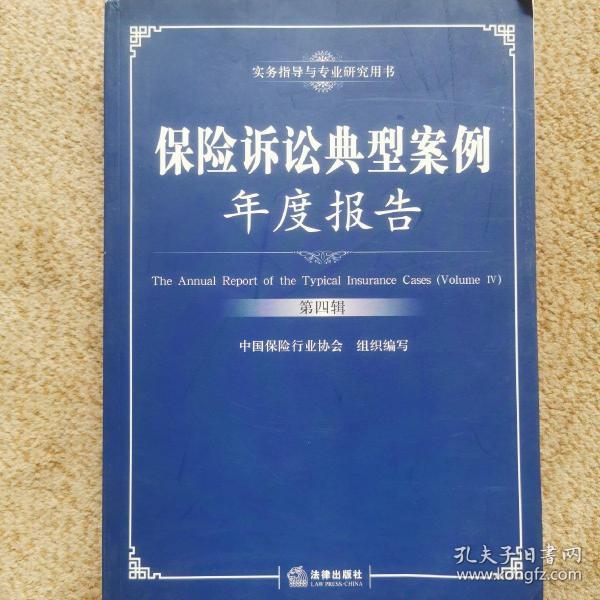 实务指导与专业研究用书
保险诉讼典型案例
年度报告
The Annual Report of the Typical Insurance Cases (Volume IV)
第四辑
中国保险行业协会 组织编写
法律出版社
LAW PRESS·CHINA
孔夫子旧书网
www.kongfz.com